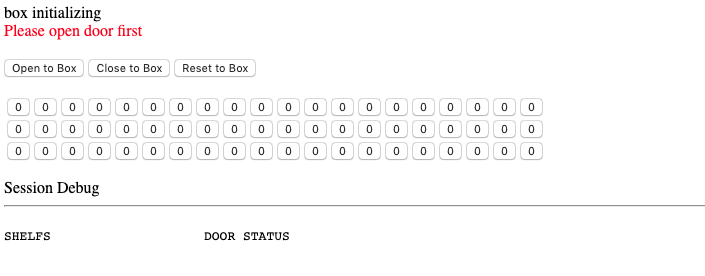 box initializing
Please open door first
Open to Box Close to Box Reset to Box
0 0 0 0 0 0 0 0 0 0 0 0 0 0 0 0 0 0 0 0
0 0 0 0 0 0 0 0 0 0 0 0 0 0 0 0 0 0 0 0
0 0 0 0 0 0 0 0 0 0 0 0 0 0 0 0 0 0 0 0
Session Debug
SHELFS DOOR STATUS